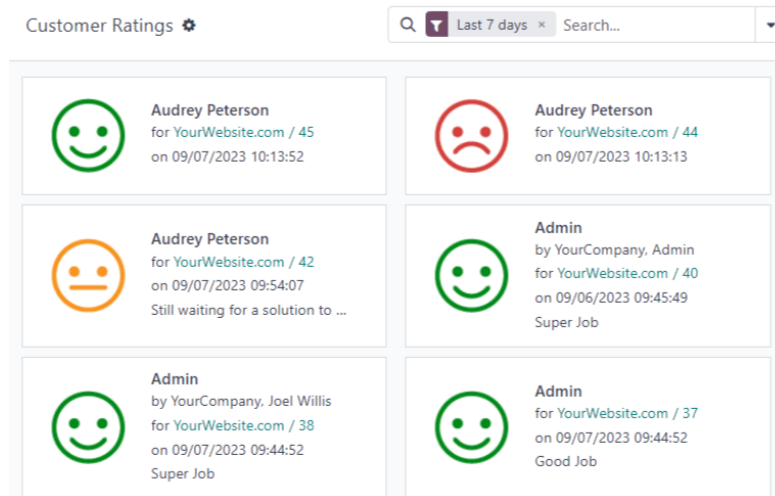 Customer Ratings
Last 7 days ×
Search...
Audrey Peterson
for YourWebsite.com / 45
on 09/07/2023 10:13:52
Audrey Peterson
for YourWebsite.com / 44
on 09/07/2023 10:13:13
Audrey Peterson
for YourWebsite.com / 42
on 09/07/2023 09:54:07
Still waiting for a solution to ...
Admin
by YourCompany, Admin
for YourWebsite.com / 40
on 09/06/2023 09:45:49
Super Job
Admin
by YourCompany, Joel Willis
for YourWebsite.com / 38
on 09/07/2023 09:44:52
Super Job
Admin
for YourWebsite.com / 37
on 09/07/2023 09:44:52
Good Job